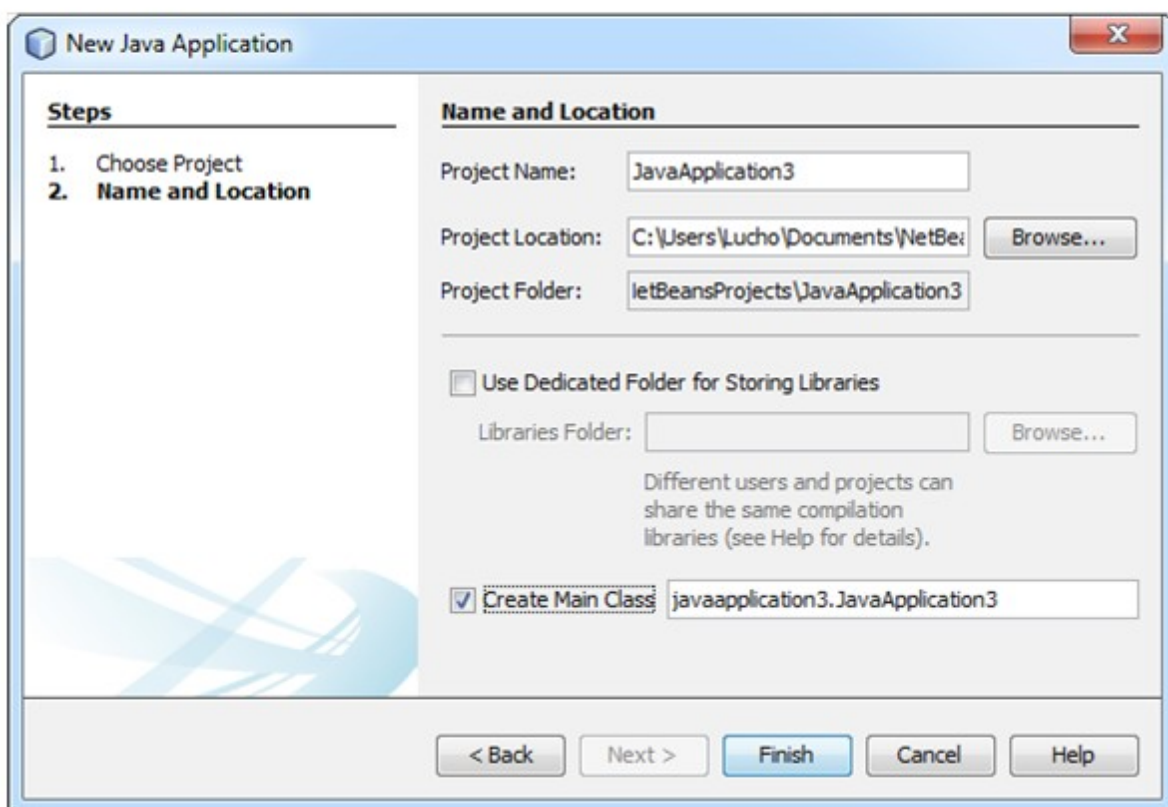 New Java Application
Steps
1. Choose Project
2. Name and Location
Name and Location
Project Name: JavaApplication3
Project Location: C:\Users\Lucho\Documents\NetBea Browse...
Project Folder: letBeansProjects\JavaApplication3
Use Dedicated Folder for Storing Libraries
Libraries Folder: Browse...
Different users and projects can
share the same compilation
libraries (see Help for details).
Create Main Class javaapplication3.JavaApplication3
< Back Next > Finish Cancel Help